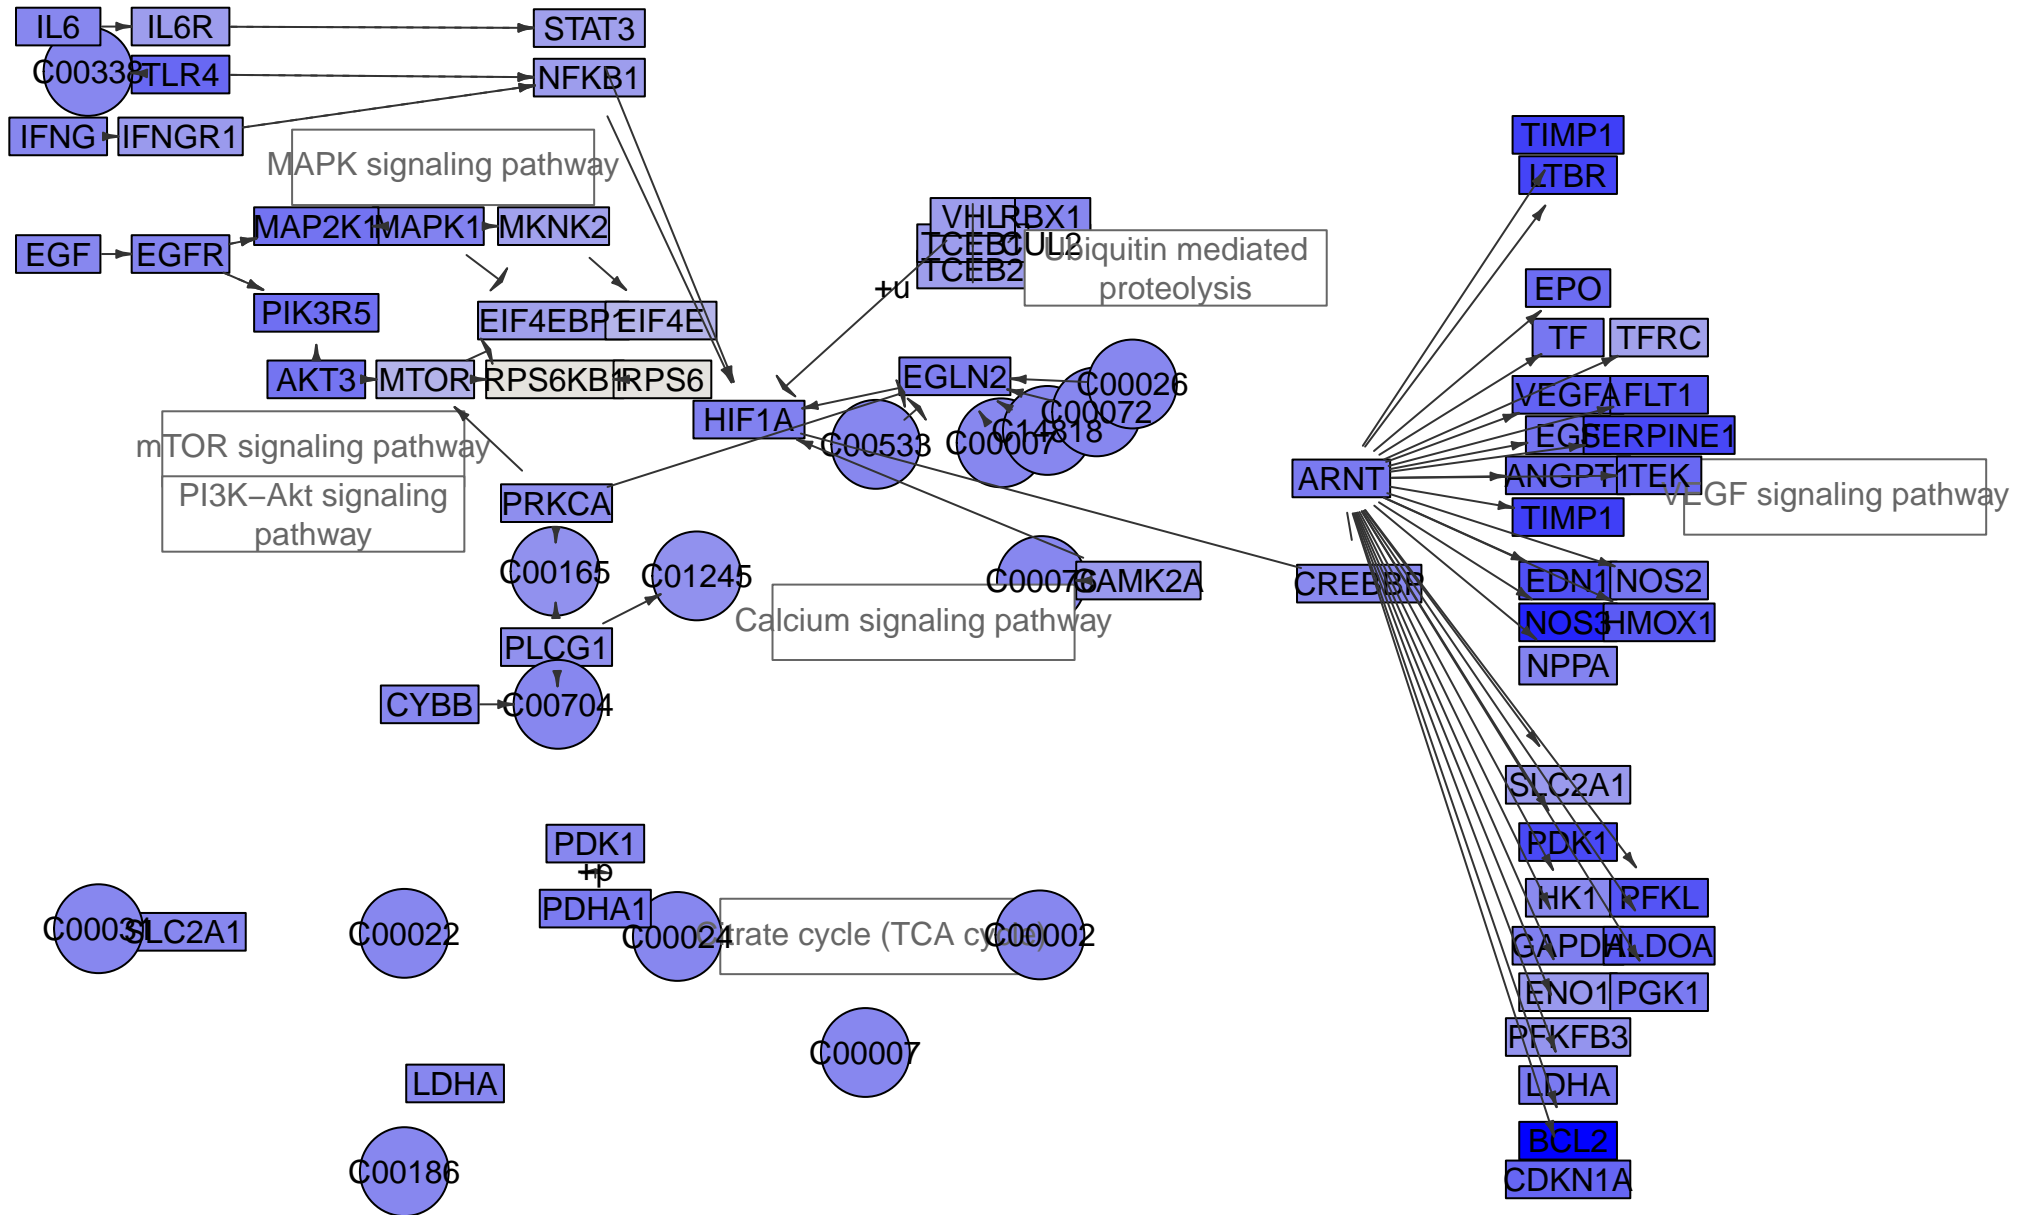 IL6
IL6R
STAT3
C00338
TLR4
NFKB1
IFNG
IFNGR1
MAPK signaling pathway
TIMP1
LTBR
MAP2K1
MAPK1
MKNK2
VHL
RBX1
EGF
EGFR
TCEB1
CUL2
Ubiquitin mediated
proteolysis
TCEB2
+u
PIK3R5
EIF4EBP1
EIF4E
EPO
TF
TFRC
AKT3
MTOR
RPS6KB1
RPS6
EGLN2
C00026
HIF1A
C00533
C00007
C14818
C00072
VEGFA
FLT1
EGF
SERPINE1
mTOR signaling pathway
PI3K–Akt signaling
pathway
PRKCA
ARNT
ANGPT1
TEK
VEGF signaling pathway
TIMP1
C00165
C01245
C00076
CAMK2A
CREBBP
EDN1
NOS2
Calcium signaling pathway
NOS3
HMOX1
PLCG1
NPPA
CYBB
C00704
SLC2A1
PDK1
+p
PDK1
PDHA1
HK1
PFKL
C00031
SLC2A1
C00022
C00024
Citrate cycle (TCA cycle)
C00002
GAPDH
ALDOA
ENO1
PGK1
C00007
PFKFB3
LDHA
LDHA
BCL2
C00186
CDKN1A